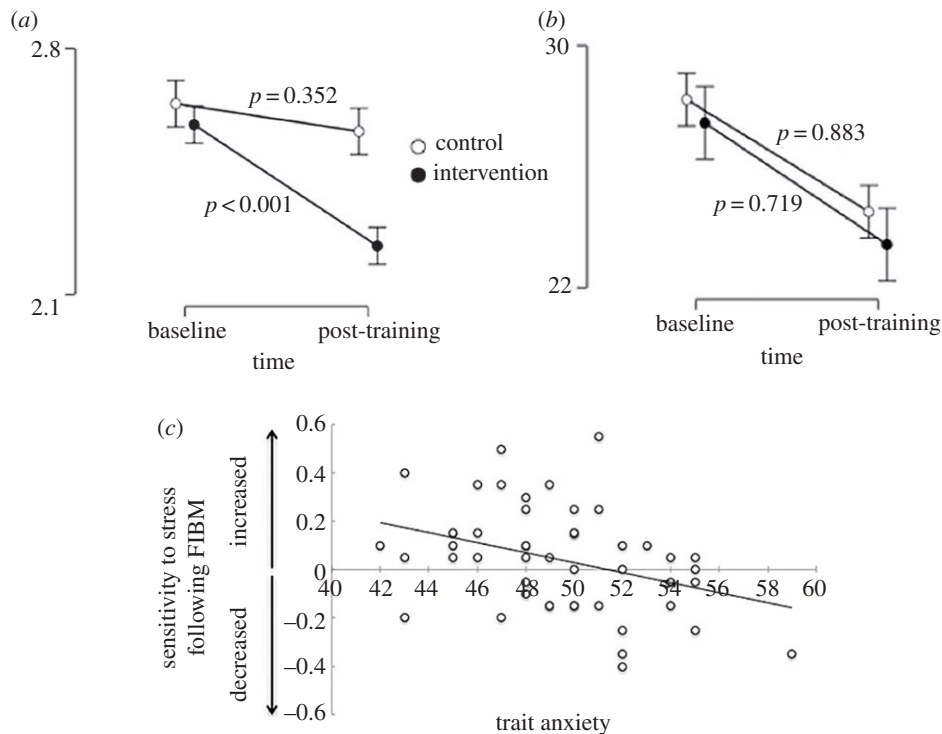 (a)
2.8
p = 0.352
control
intervention
p < 0.001
2.1
baseline
post-training
time
(b)
30
p = 0.883
p = 0.719
22
baseline
post-training
time
(c)
sensitivity to stress
following FIBM
increased
decreased
0.6
0.4
0.2
0
–0.2
–0.4
–0.6
40 42 44 46 48 50 52 54 56 58 60
trait anxiety